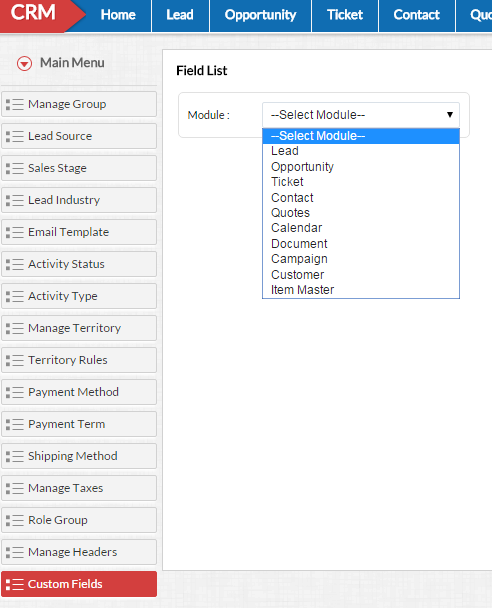 CRM Home Lead Opportunity Ticket Contact Quo
Main Menu
Manage Group
Lead Source
Sales Stage
Lead Industry
Email Template
Activity Status
Activity Type
Manage Territory
Territory Rules
Payment Method
Payment Term
Shipping Method
Manage Taxes
Role Group
Manage Headers
Custom Fields
Field List
Module : --Select Module--
--Select Module--
Lead
Opportunity
Ticket
Contact
Quotes
Calendar
Document
Campaign
Customer
Item Master